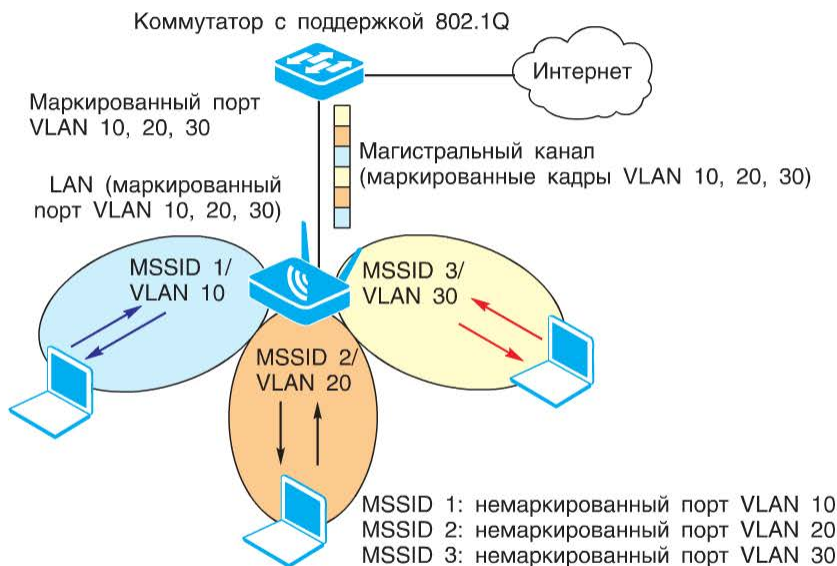 Коммутатор с поддержкой 802.1Q
Интернет
Маркированный порт
VLAN 10, 20, 30
Магистральный канал
(маркированные кадры VLAN 10, 20, 30)
LAN (маркированный
порт VLAN 10, 20, 30)
MSSID 1/
VLAN 10
MSSID 3/
VLAN 30
MSSID 2/
VLAN 20
MSSID 1: немаркированный порт VLAN 10
MSSID 2: немаркированный порт VLAN 20
MSSID 3: немаркированный порт VLAN 30